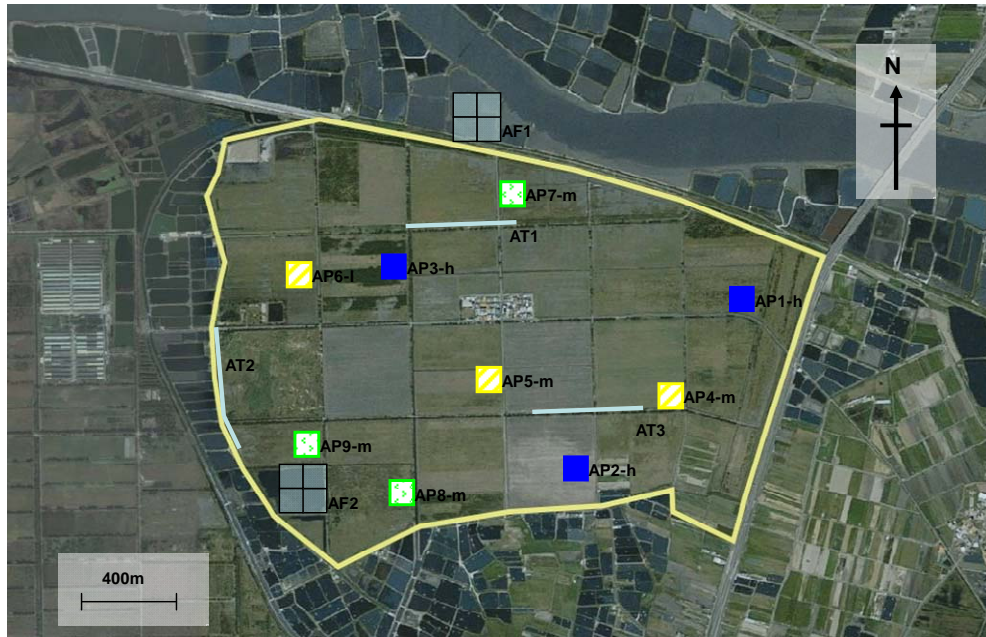 N
AF1
AP7-m
AT1
AP3-h
AP6-l
AP1-h
AT2
AP5-m
AP4-m
AT3
AP9-m
AP2-h
AP8-m
AF2
400m